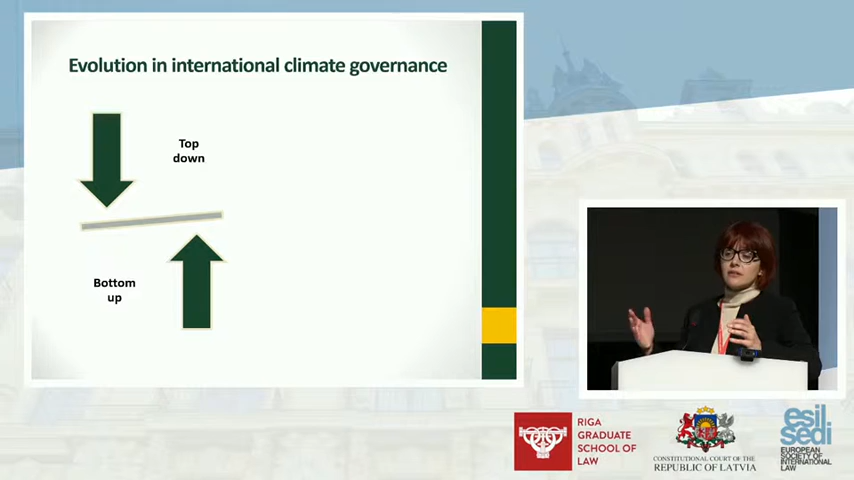 Evolution in international climate governance
Top
down
Bottom
up
RIGA
GRADUATE
SCHOOL OF
LAW
CONSTITUTIONAL COURT OF THE
REPUBLIC OF LATVIA
esil
sedi
EUROPEAN
SOCIETY OF
INTERNATIONAL
LAW